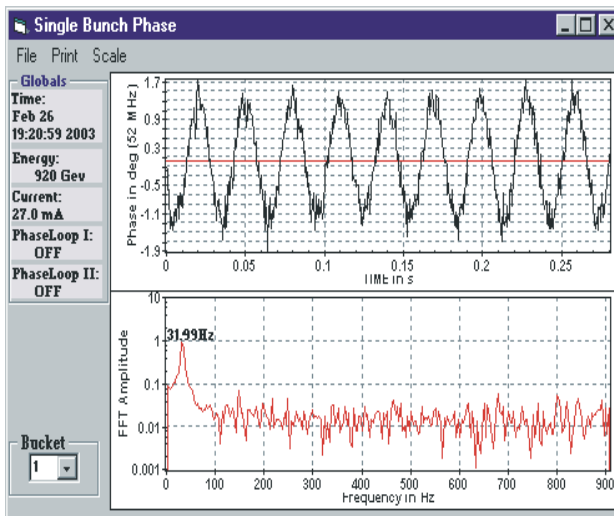 Single Bunch Phase
File Print Scale
Globals
Time:
Feb 26
19:20:59 2003
Energy:
920 Gev
Current:
27.0 mA
PhaseLoop I:
OFF
PhaseLoop II:
OFF
Bucket
1
Phase in deg (52 MHz)
1.7
0.9
0.3
-0.5
-1.1
-1.9
0 0.05 0.1 0.15 0.2 0.25
TIME in s
FFT Amplitude
10
1
0.1
0.01
0.001
31.99Hz
0 100 200 300 400 500 600 700 800 900
Frequency in Hz